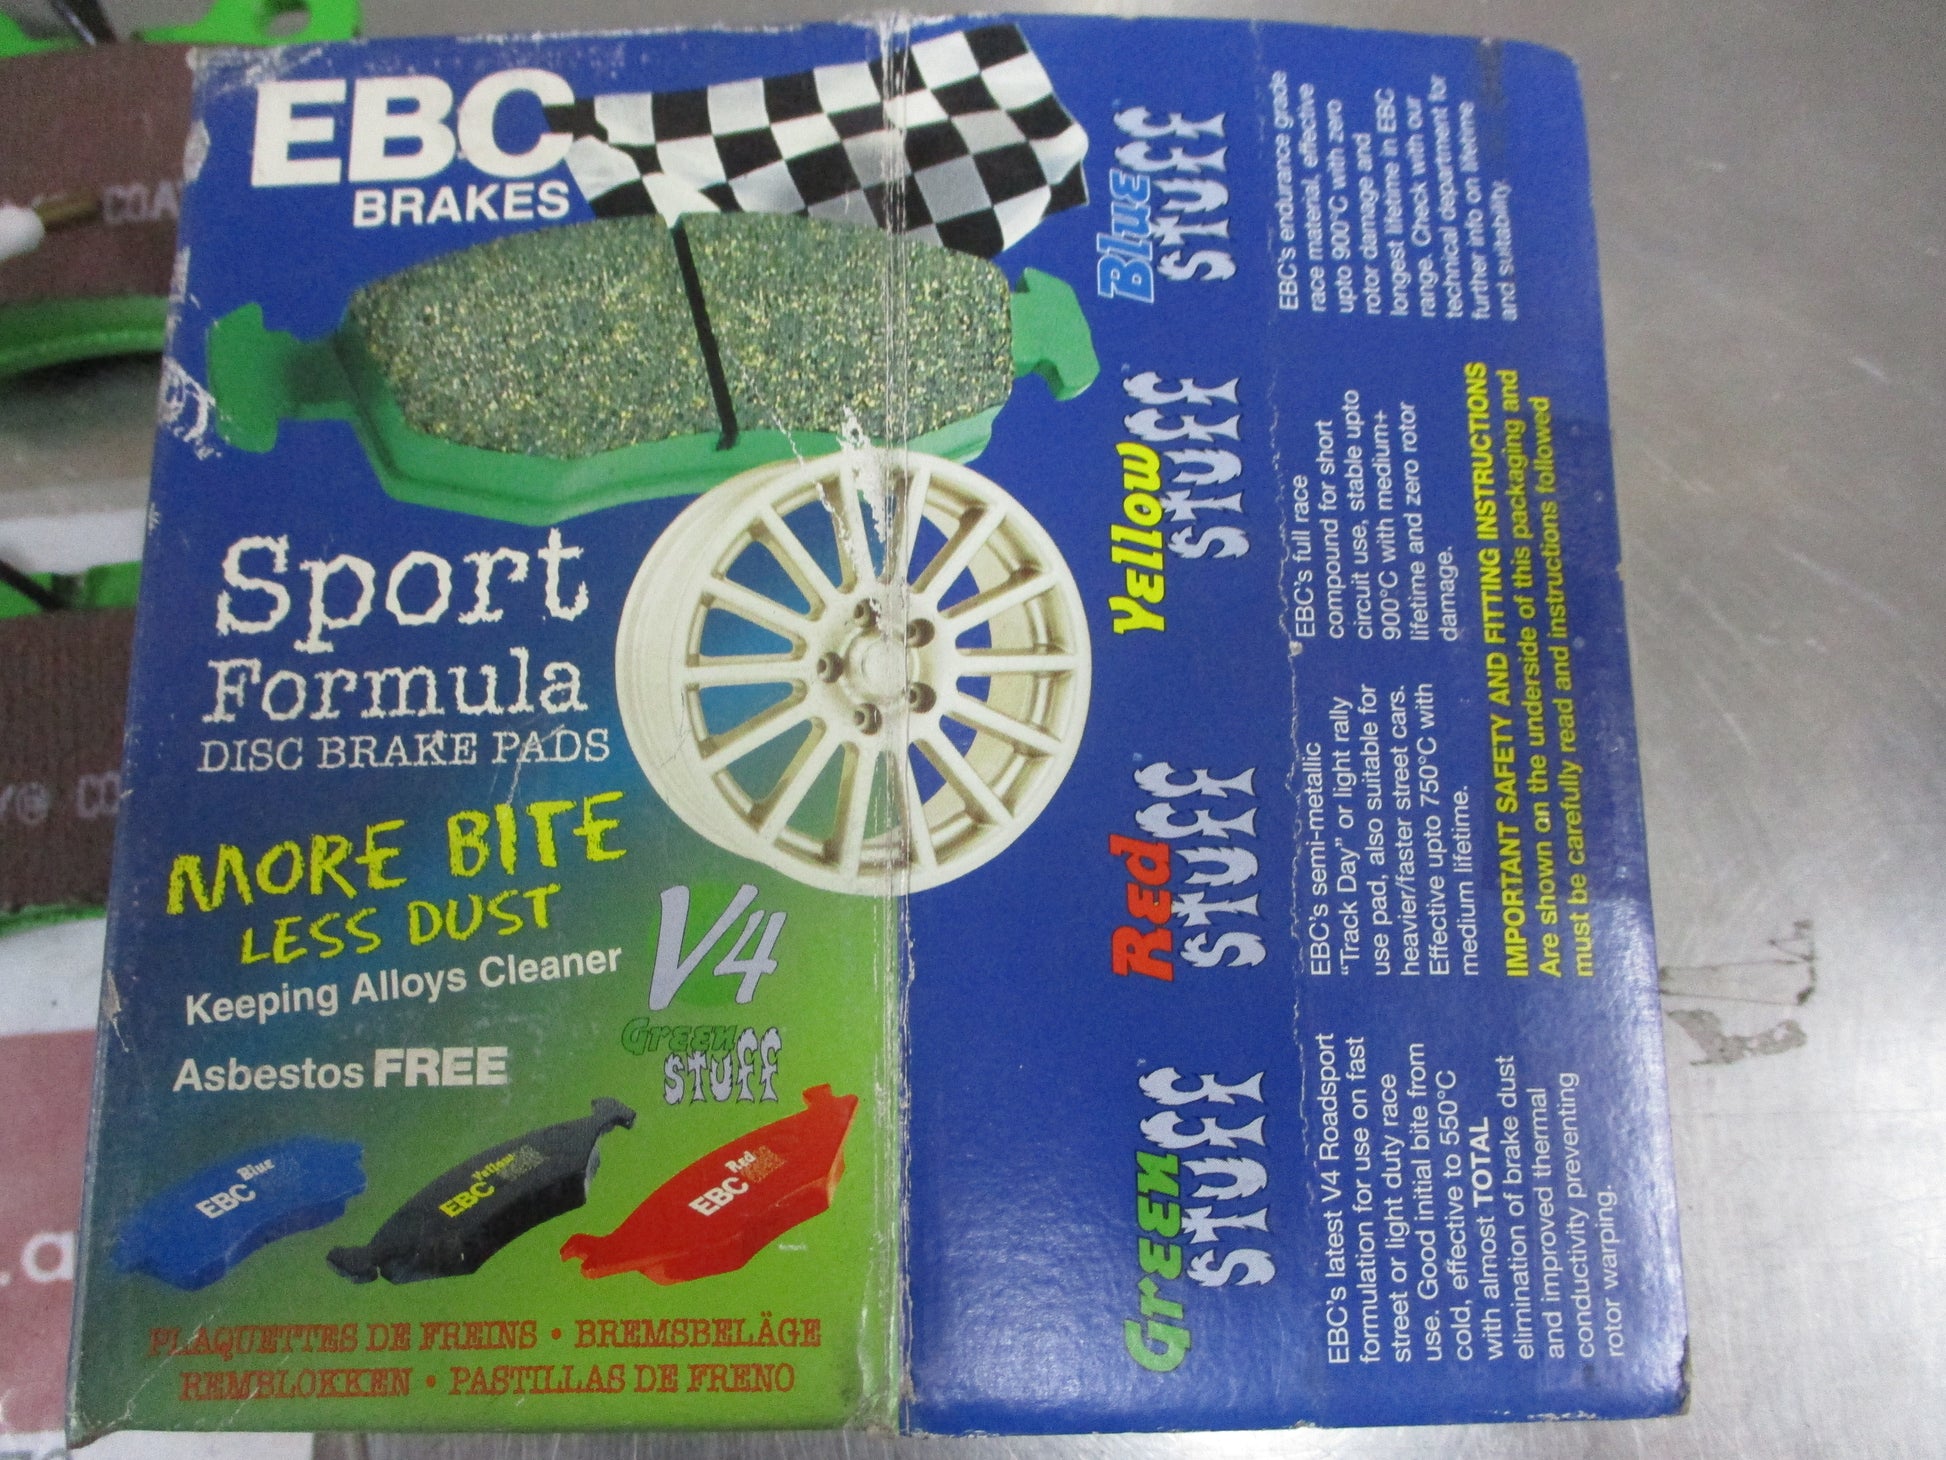 EBC
BRAKES
Sport
Formula
DISC BRAKE PADS
MORE BITE
LESS DUST
Keeping Alloys Cleaner
Asbestos FREE
V4
Green
STUFF
EBC Blue
EBC Yellow
EBC Red
PLAQUETTES DE FREINS • BREMSBELÄGE
REMBLOKKEN • PASTILLAS DE FRENO
Green
STUFF
EBC's latest V4 Roadsport
formulation for use on fast
street or light duty race
use. Good initial bite from
cold, effective to 550°C
with almost TOTAL
elimination of brake dust
and improved thermal
conductivity preventing
rotor warping.
Red
STUFF
EBC's semi-metallic
"Track Day" or light rally
use pad, also suitable for
heavier/faster street cars.
Effective upto 750°C with
medium lifetime.
Yellow
STUFF
EBC's full race
compound for short
circuit use, stable upto
900°C with medium+
lifetime and zero rotor
damage.
Blue
STUFF
EBC's endurance grade
race material, effective
upto 900°C with zero
rotor damage and
longest lifetime in EBC
range. Check with our
technical department for
further info on lifetime
and suitability.
IMPORTANT SAFETY AND FITTING INSTRUCTIONS
Are shown on the underside of this packaging and
must be carefully read and instructions followed
.a